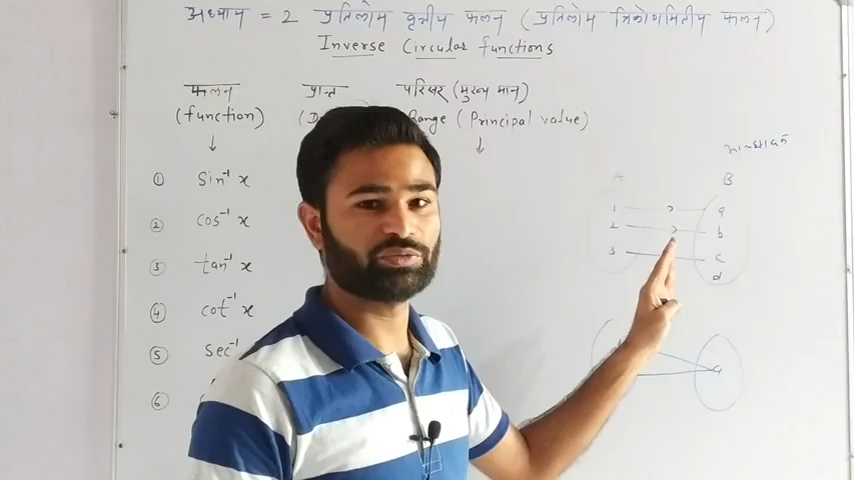 अध्याय = 2 प्रतिलोम वृत्तीय फलन (प्रतिलोम त्रिकोणमितीय फलन)
Inverse Circular functions
फलन प्रान्त परिसर (मुख्य मान)
(function) Range (Principal value)
↓ ↓
① Sin⁻¹ x
② cos⁻¹ x
③ tan⁻¹ x
④ cot⁻¹ x
⑤ sec⁻¹
⑥
A B
1 a
2 b
3 c
d